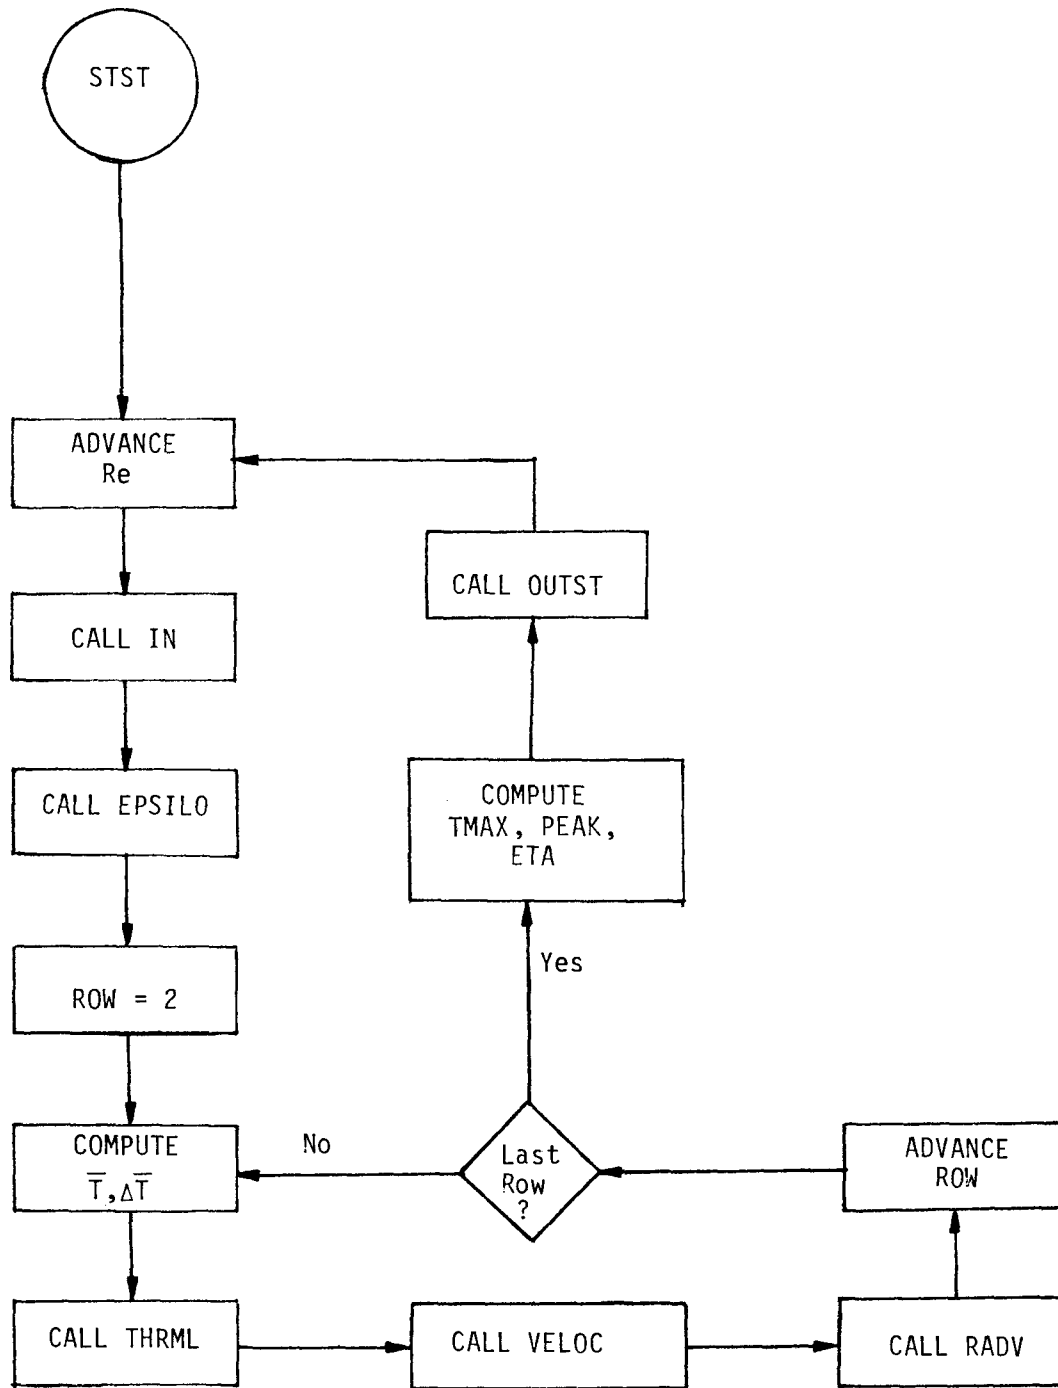 STST
ADVANCE
Re
CALL IN
CALL EPSILO
ROW = 2
COMPUTE
T̅, ΔT̅
CALL THRML
CALL VELOC
CALL RADV
ADVANCE
ROW
Last
Row
?
No
Yes
COMPUTE
TMAX, PEAK,
ETA
CALL OUTST